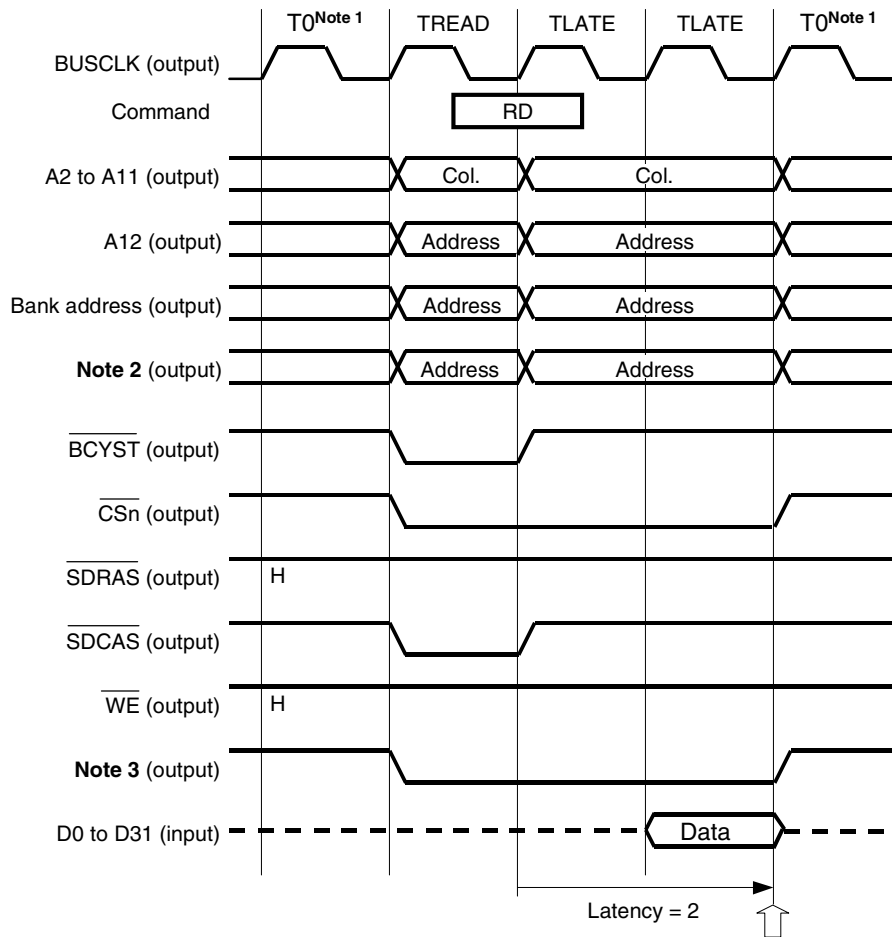 T0Note 1 TREAD TLATE TLATE T0Note 1
BUSCLK (output)
Command RD
A2 to A11 (output) Col. Col.
A12 (output) Address Address
Bank address (output) Address Address
Note 2 (output) Address Address
BCYST (output)
CSn (output)
SDRAS (output) H
SDCAS (output)
WE (output) H
Note 3 (output)
D0 to D31 (input) Data
Latency = 2